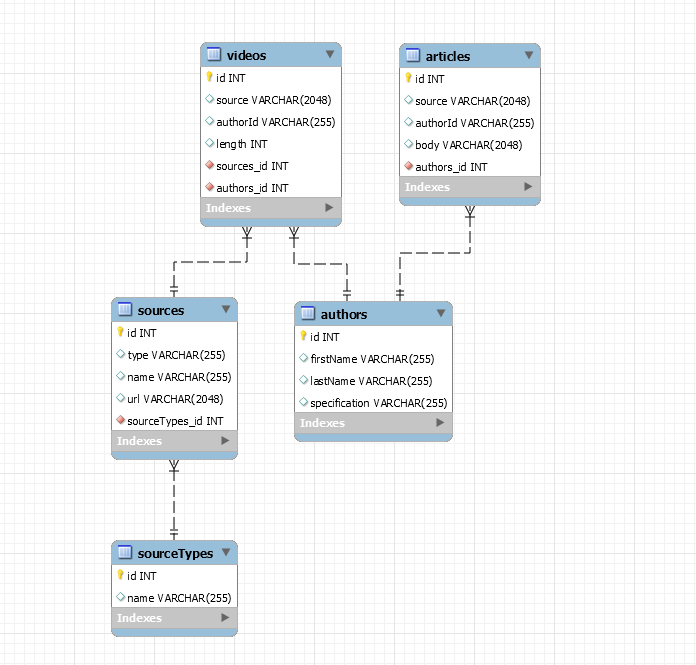 videos
id INT
source VARCHAR(2048)
authorId VARCHAR(255)
length INT
sources_id INT
authors_id INT
Indexes
articles
id INT
source VARCHAR(2048)
authorId VARCHAR(255)
body VARCHAR(2048)
authors_id INT
Indexes
sources
id INT
type VARCHAR(255)
name VARCHAR(255)
url VARCHAR(2048)
sourceTypes_id INT
Indexes
authors
id INT
firstName VARCHAR(255)
lastName VARCHAR(255)
specification VARCHAR(255)
Indexes
sourceTypes
id INT
name VARCHAR(255)
Indexes